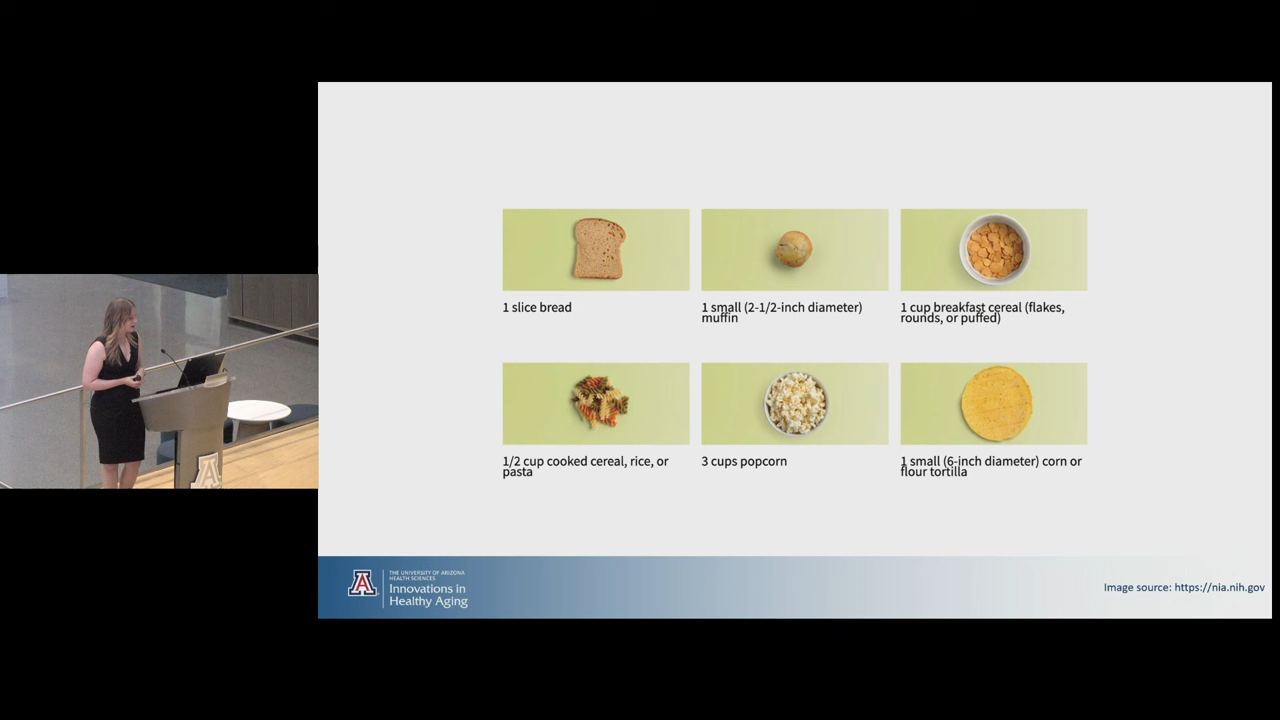 1 slice bread
1 small (2-1/2-inch diameter)
muffin
1 cup breakfast cereal (flakes,
rounds, or puffed)
1/2 cup cooked cereal, rice, or
pasta
3 cups popcorn
1 small (6-inch diameter) corn or
flour tortilla
A
A
THE UNIVERSITY OF ARIZONA
HEALTH SCIENCES
Innovations in
Healthy Aging
Image source: https://nia.nih.gov